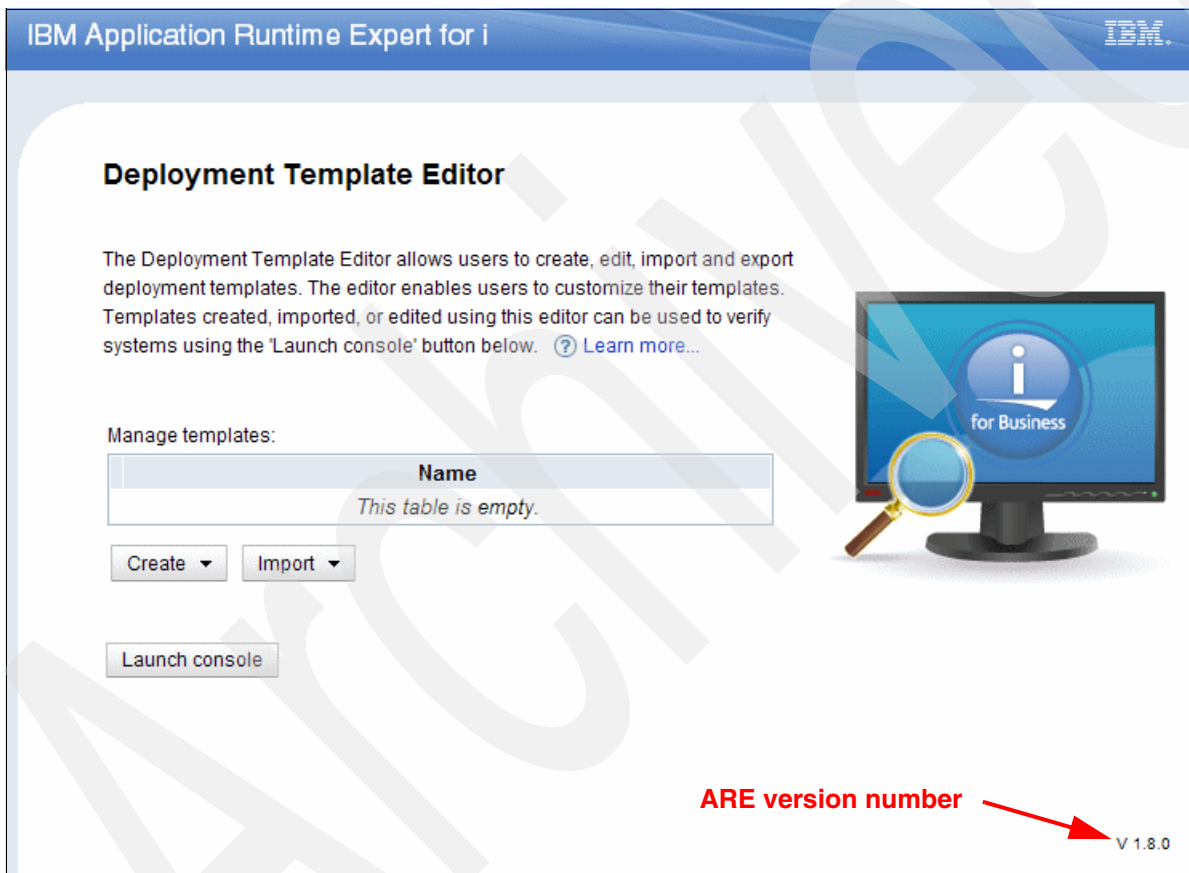 IBM Application Runtime Expert for i
IBM.
Deployment Template Editor
The Deployment Template Editor allows users to create, edit, import and export
deployment templates. The editor enables users to customize their templates.
Templates created, imported, or edited using this editor can be used to verify
systems using the 'Launch console' button below. ? Learn more...
i
for Business
Manage templates:
Name
This table is empty.
Create
Import
Launch console
ARE version number
V 1.8.0
Archived